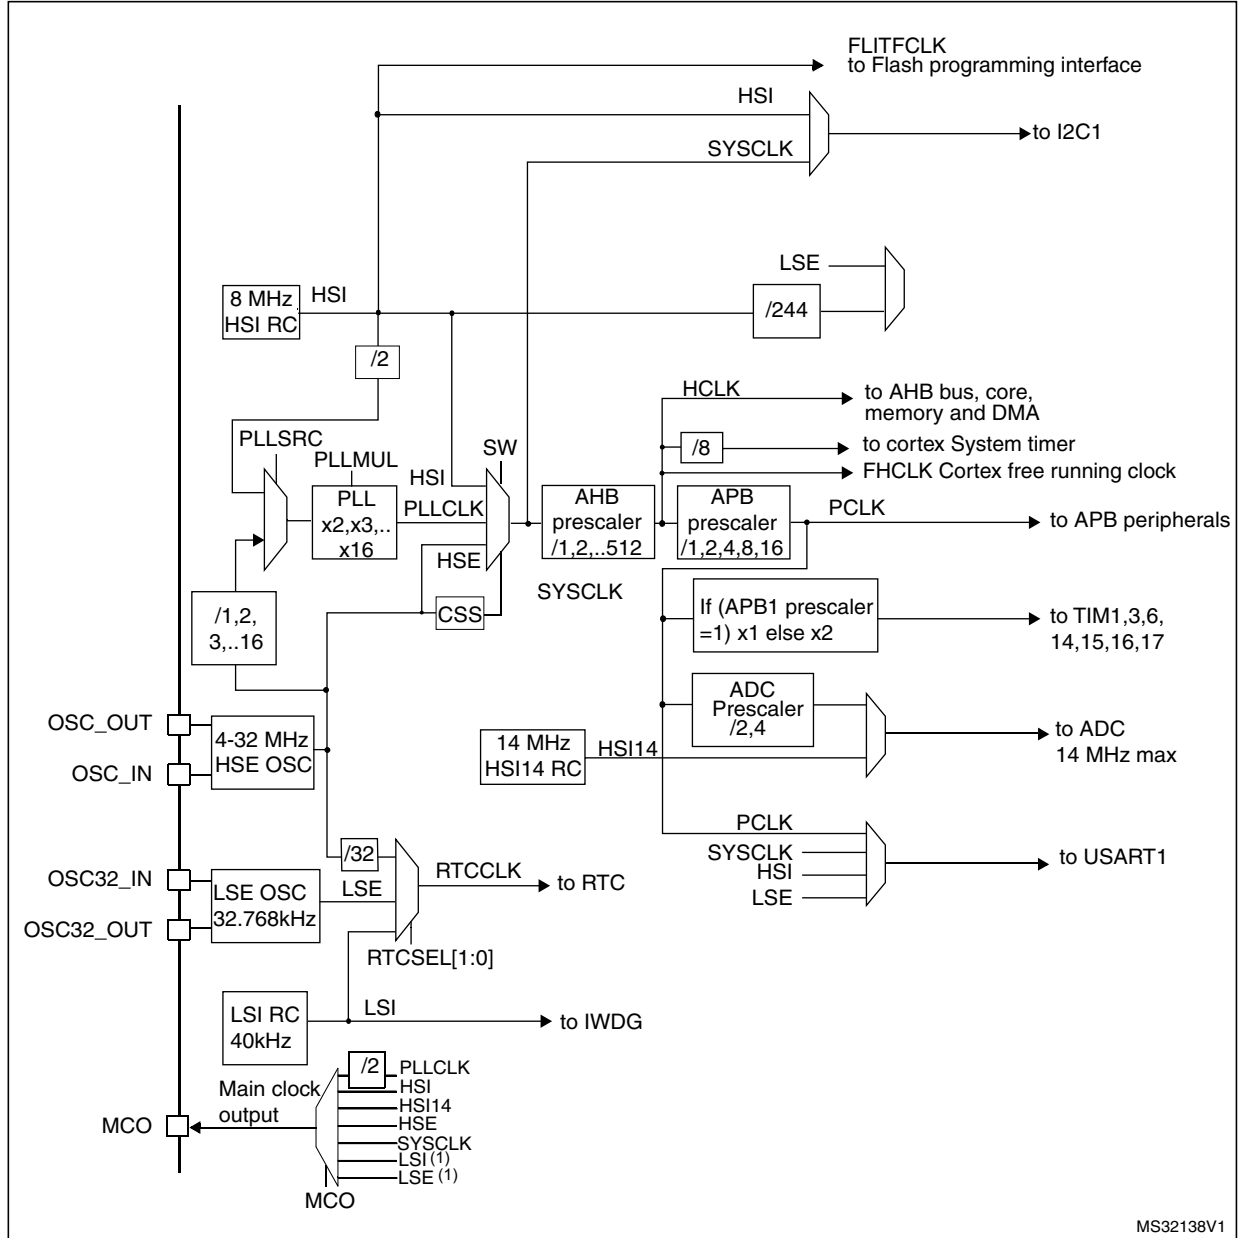 FLITFCLK
to Flash programming interface
HSI
to I2C1
SYSCLK
LSE
8 MHz
HSI RC
HSI
/244
/2
HCLK
to AHB bus, core,
memory and DMA
PLLSRC
SW
/8
to cortex System timer
PLLMUL
HSI
FHCLK Cortex free running clock
PLL
x2,x3,..
x16
PLLCLK
AHB
prescaler
/1,2,..512
APB
prescaler
/1,2,4,8,16
PCLK
to APB peripherals
HSE
SYSCLK
/1,2,
3,..16
CSS
If (APB1 prescaler
=1) x1 else x2
to TIM1,3,6,
14,15,16,17
OSC_OUT
OSC_IN
4-32 MHz
HSE OSC
14 MHz
HSI14 RC
HSI14
ADC
Prescaler
/2,4
to ADC
14 MHz max
/32
PCLK
SYSCLK
HSI
LSE
to USART1
OSC32_IN
OSC32_OUT
LSE OSC
32.768kHz
LSE
RTCCLK
to RTC
RTCSEL[1:0]
LSI RC
40kHz
LSI
to IWDG
/2
PLLCLK
HSI
HSI14
HSE
SYSCLK
LSI (1)
LSE (1)
Main clock
output
MCO
MCO
MS32138V1